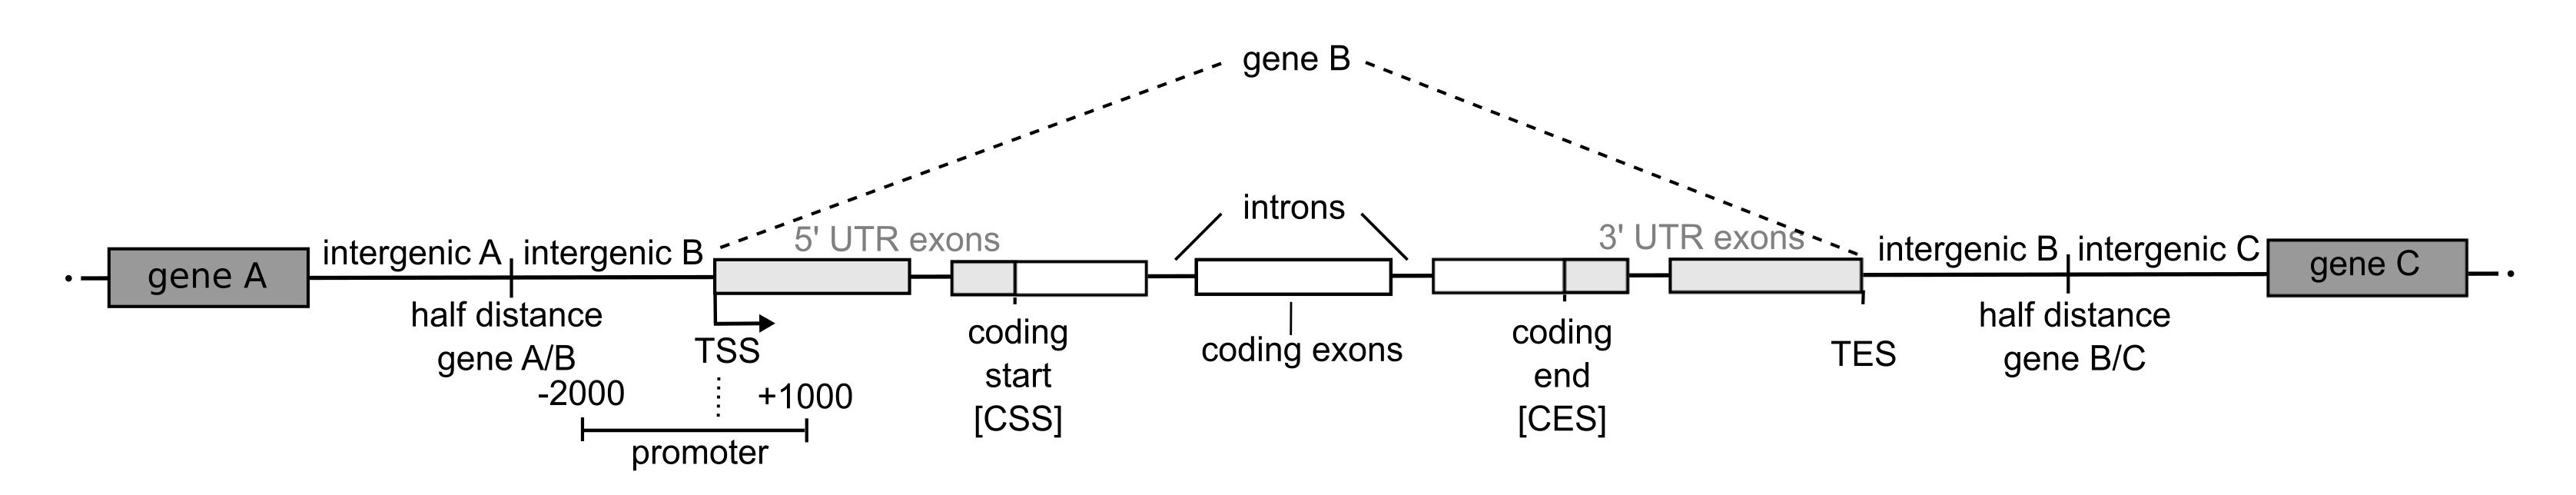 gene B
introns
5' UTR exons
3' UTR exons
intergenic A
intergenic B
intergenic B
intergenic C
gene A
gene C
half distance
gene A/B
TSS
coding
start
[CSS]
coding exons
coding
end
[CES]
TES
half distance
gene B/C
-2000
+1000
promoter